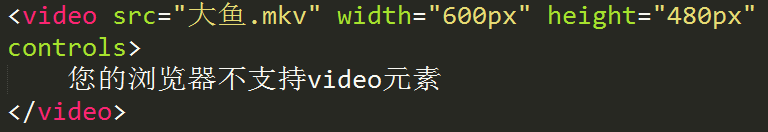 <video src="大鱼.mkv" width="600px" height="480px"
controls>
您的浏览器不支持video元素
</video>